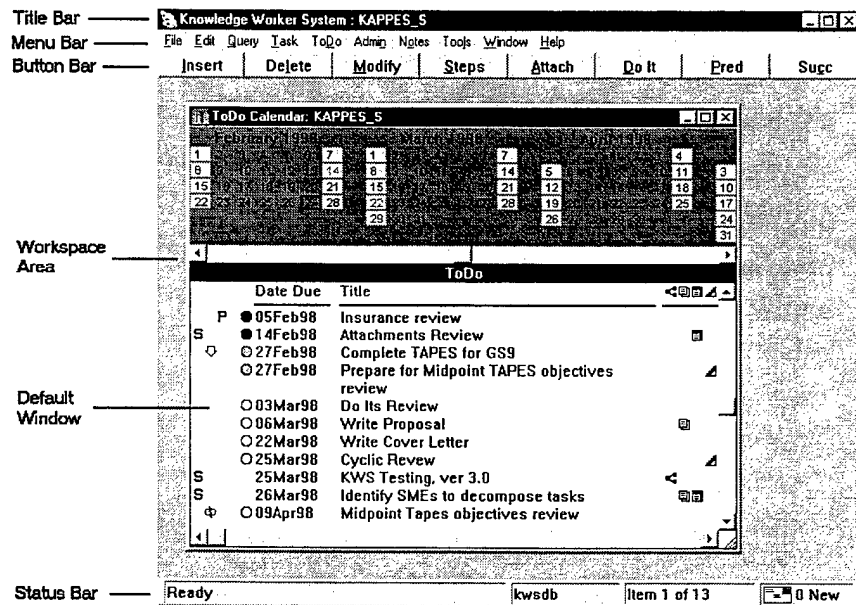 Title Bar
Knowledge Worker System : KAPPES_S
Menu Bar
File Edit Query Task ToDo Admin Notes Tools Window Help
Button Bar
Insert Delete Modify Steps Attach Do It Pred Succ
ToDo Calendar: KAPPES_S
February 1998 March 1998 April 1998
1 7 1 7 4
8 14 8 14 5 11 3
15 21 15 21 12 18 10
22 28 22 28 19 25 17
29 26 24
31
Workspace
Area
ToDo
Date Due Title
P 05Feb98 Insurance review
S 14Feb98 Attachments Review
27Feb98 Complete TAPES for GS9
27Feb98 Prepare for Midpoint TAPES objectives
review
Default
Window
03Mar98 Do Its Review
06Mar98 Write Proposal
22Mar98 Write Cover Letter
25Mar98 Cyclic Revew
S 25Mar98 KWS Testing, ver 3.0
S 26Mar98 Identify SMEs to decompose tasks
09Apr98 Midpoint Tapes objectives review
Status Bar
Ready kwsdb Item 1 of 13 0 New